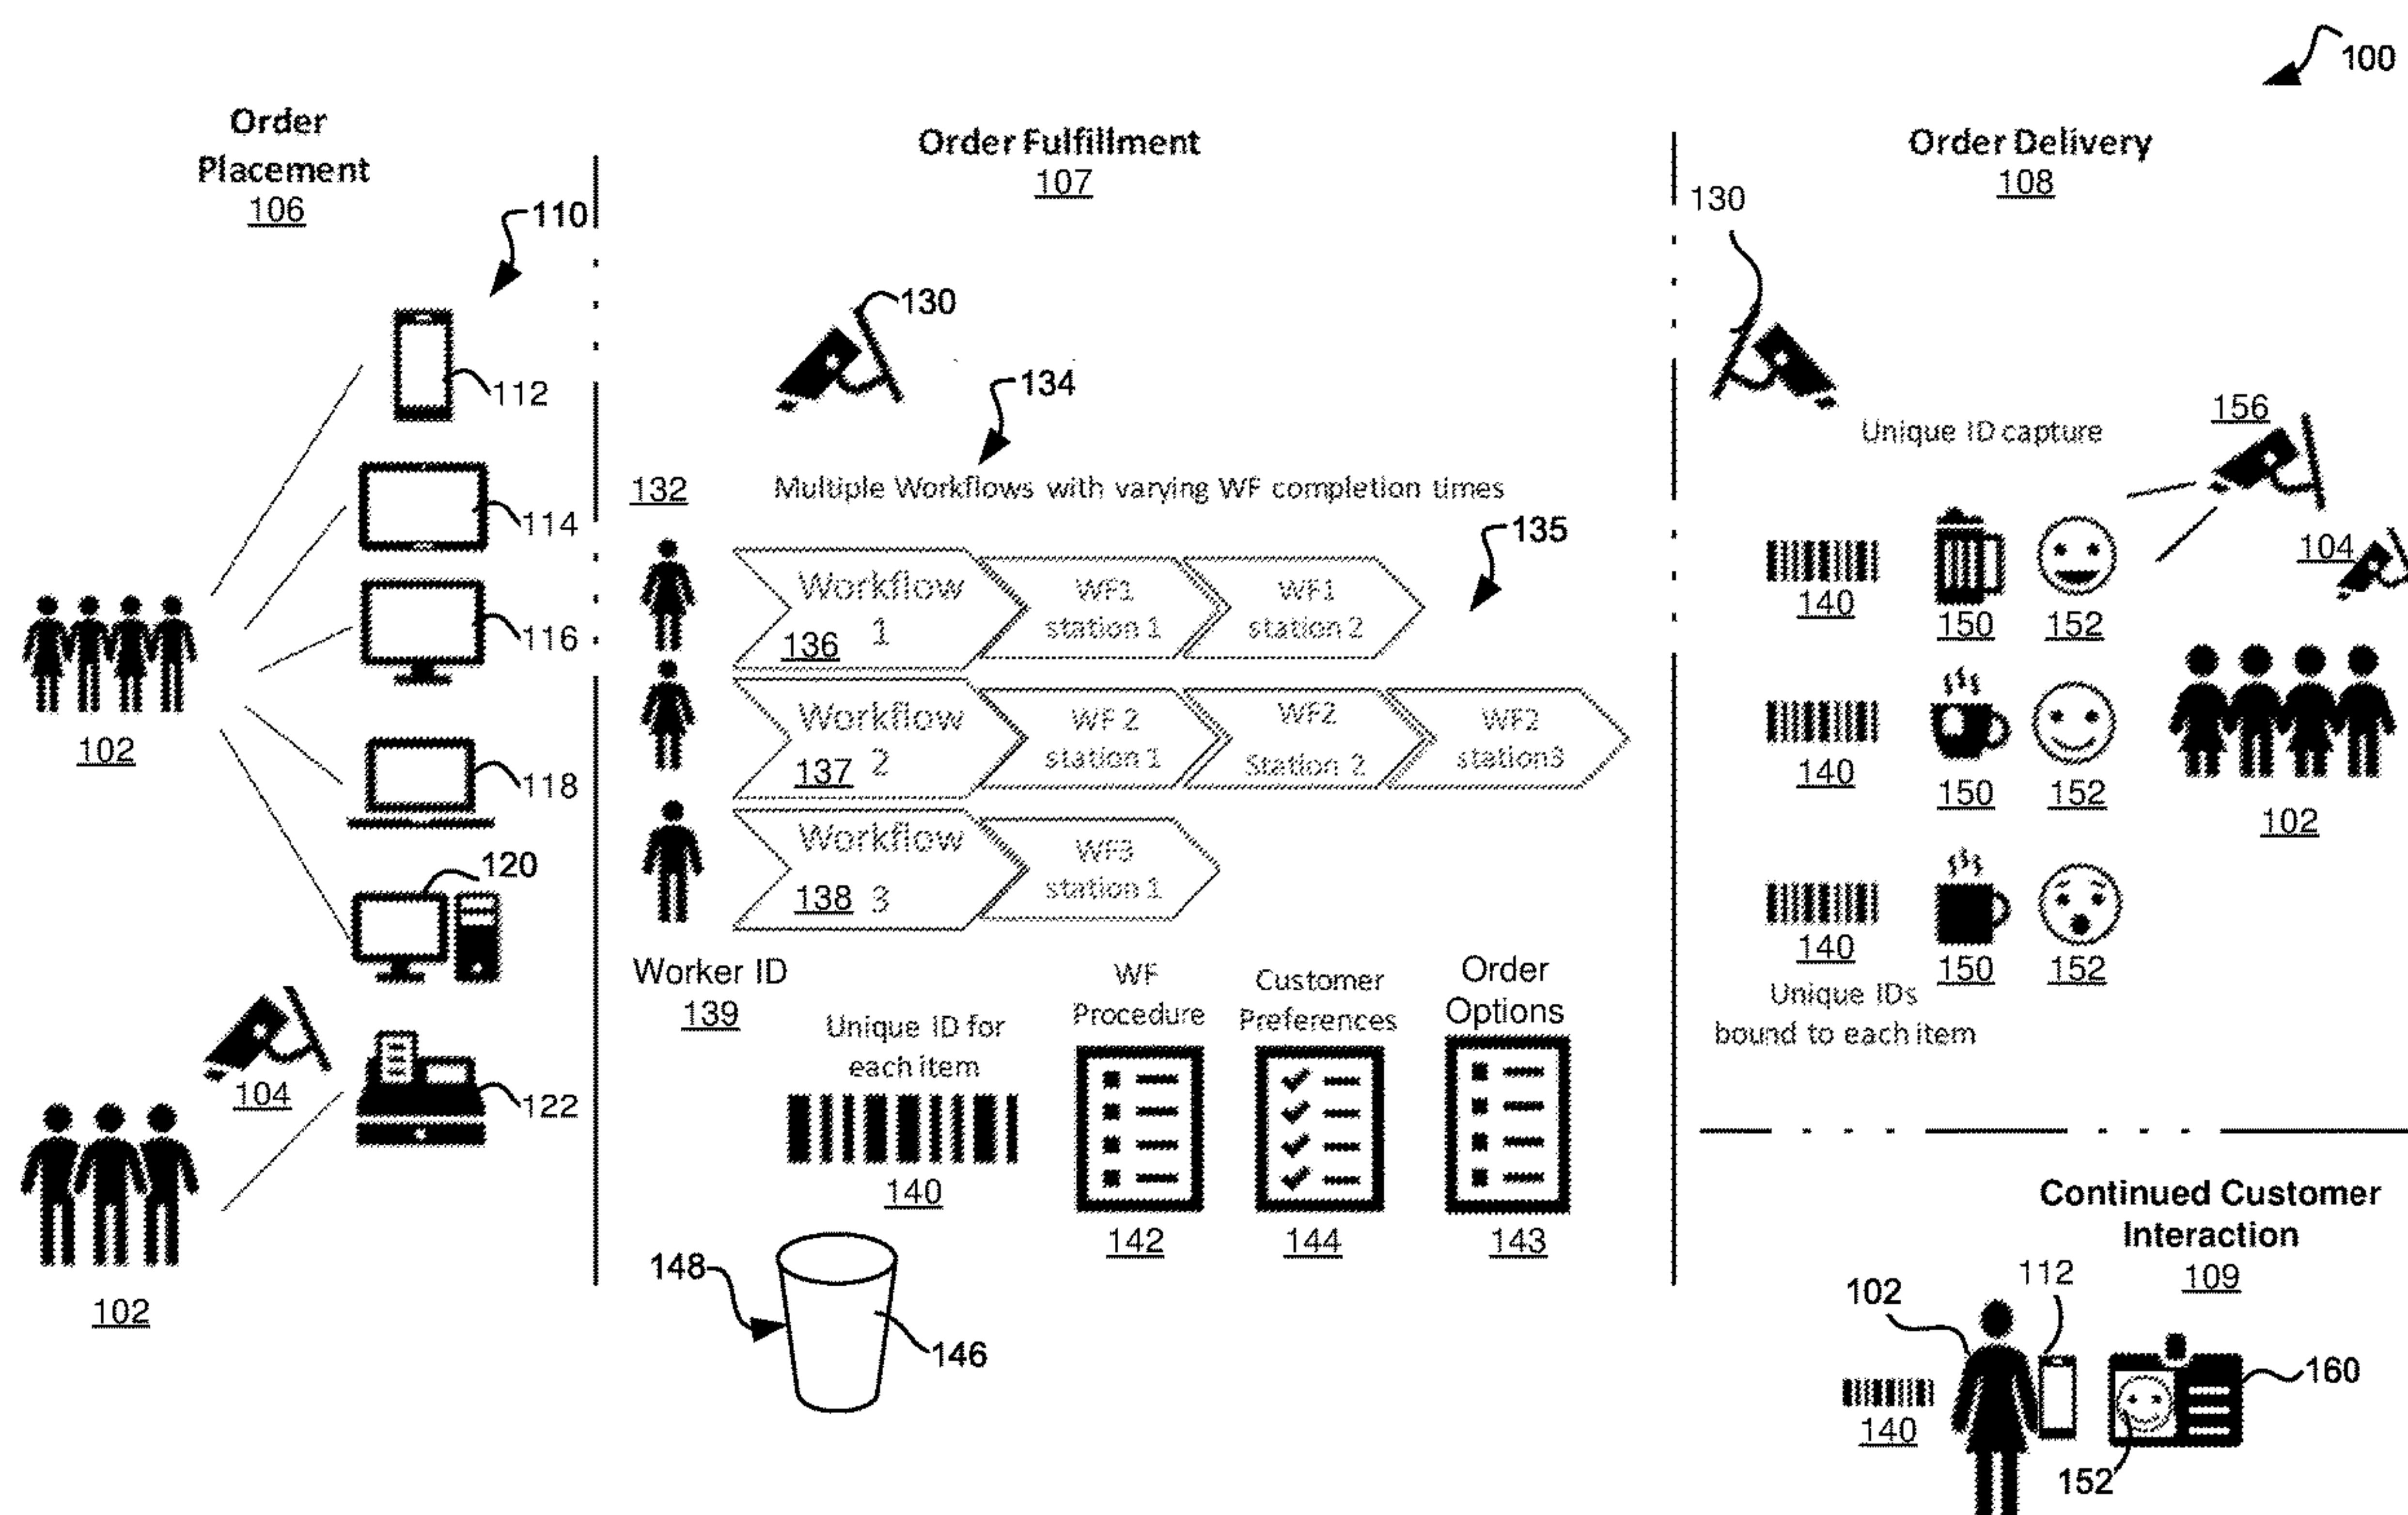 100
Order
Placement
106
110
112
114
116
102
118
120
104
122
102
Order Fulfillment
107
130
134
132
Multiple Workflows with varying WF completion times
135
Workflow
1
136
WF1
station 1
WF1
station 2
Workflow
137 2
WF 2
station 1
WF2
Station 2
WF2
station3
Workflow
138 3
WF3
station 1
Worker ID
139
Unique ID for
each item
140
WF
Procedure
142
Customer
Preferences
144
Order
Options
143
148
146
Order Delivery
108
130
Unique ID capture
156
104
140
150
152
140
150
152
102
140
150
152
Unique IDs
bound to each item
Continued Customer
Interaction
109
102
112
140
160
152